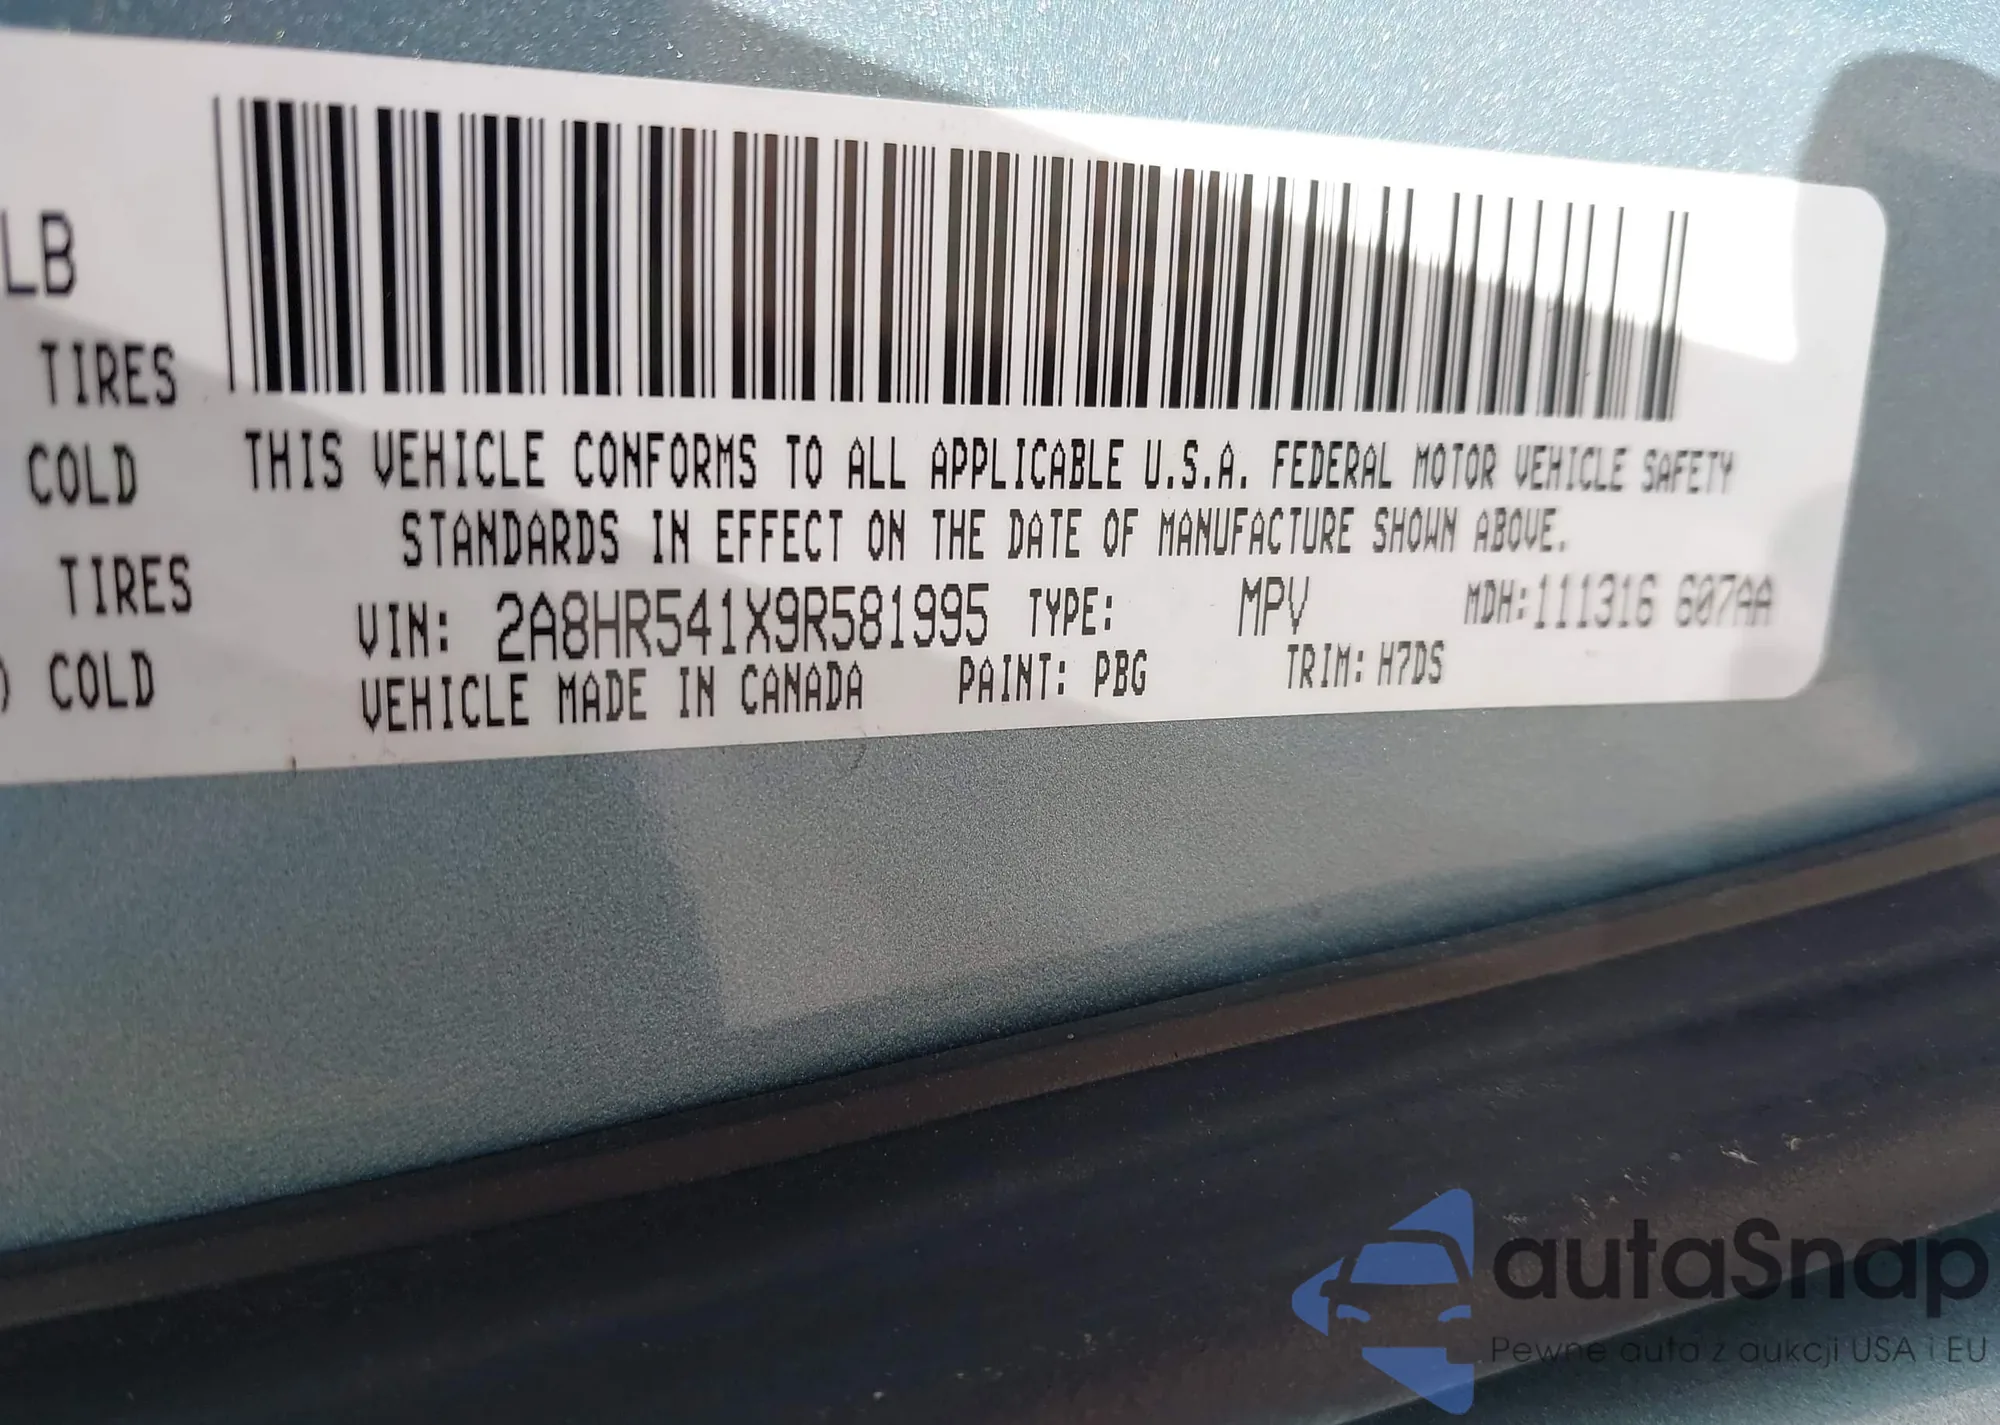 LB
TIRES
COLD
TIRES
) COLD
THIS VEHICLE CONFORMS TO ALL APPLICABLE U.S.A. FEDERAL MOTOR VEHICLE SAFETY
STANDARDS IN EFFECT ON THE DATE OF MANUFACTURE SHOWN ABOVE.
VIN: 2A8HR541X9R581995 TYPE: MPV MDH:111316 607AA
VEHICLE MADE IN CANADA PAINT: PBG TRIM: H7DS
autaSnap
Pewne auta z aukcji USA i EU